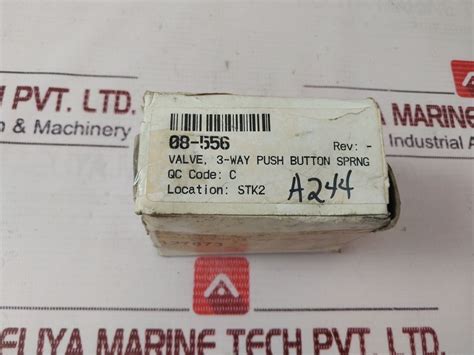 PVT. LTD.
& Machinery
A MARINE
Industrial A
08-556 Rev: -
VALVE, 3-WAY PUSH BUTTON SPRNG
QC Code: C
Location: STK2
A244
ELIYA MARINE TECH PVT. LTD.